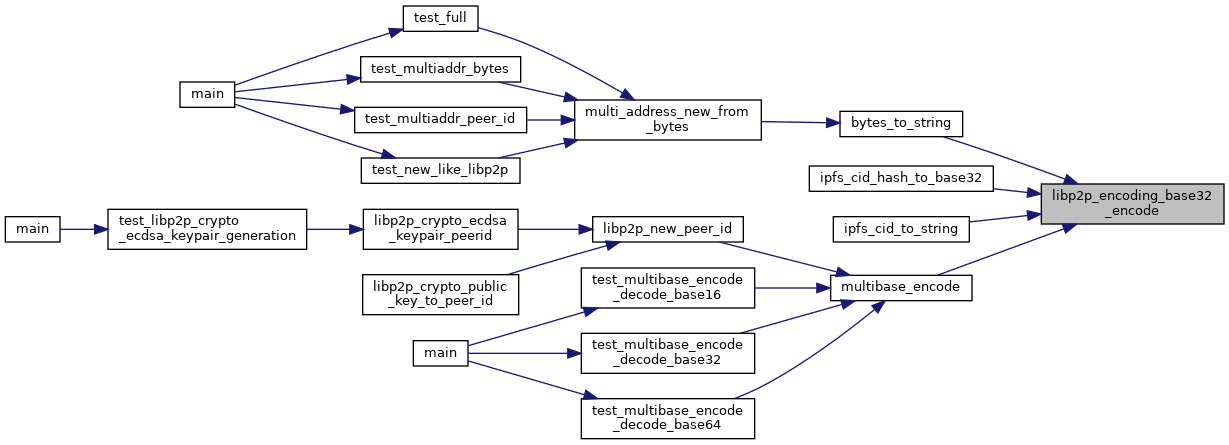 test_full
test_multiaddr_bytes
main
test_multiaddr_peer_id
test_new_like_libp2p
multi_address_new_from
_bytes
bytes_to_string
ipfs_cid_hash_to_base32
ipfs_cid_to_string
libp2p_encoding_base32
_encode
main
test_libp2p_crypto
_ecdsa_keypair_generation
libp2p_crypto_ecdsa
_keypair_peerid
libp2p_new_peer_id
libp2p_crypto_public
_key_to_peer_id
multibase_encode
test_multibase_encode
_decode_base16
main
test_multibase_encode
_decode_base32
test_multibase_encode
_decode_base64